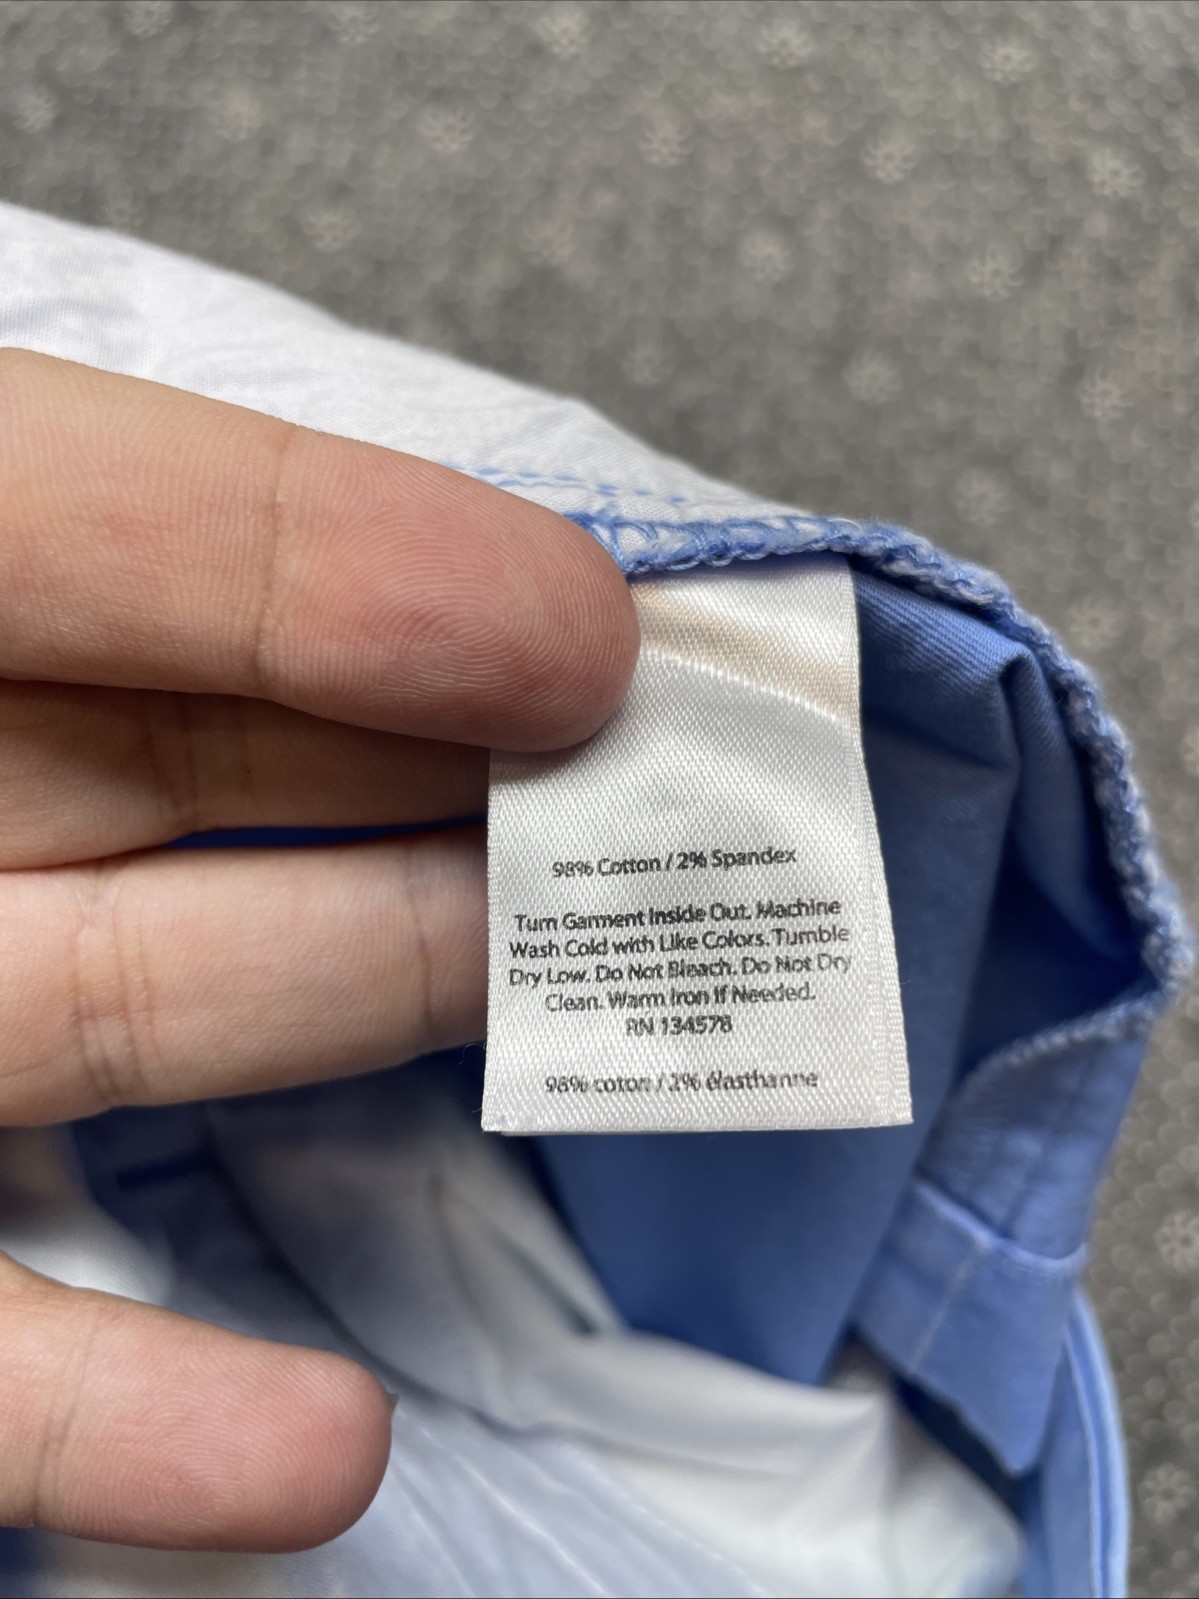 98% Cotton / 2% Spandex
Turn Garment Inside Out. Machine
Wash Cold with Like Colors. Tumble
Dry Low. Do Not Bleach. Do Not Dry
Clean. Warm Iron If Needed.
RN 134578
98% coton / 2% élasthanne